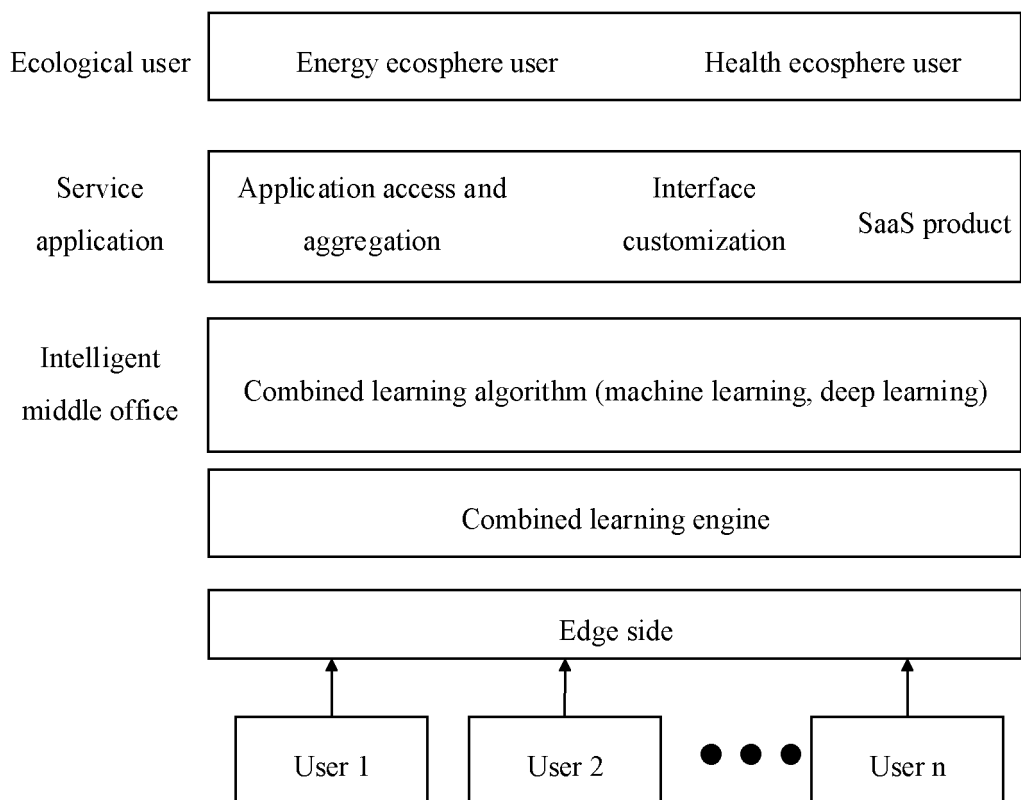 Ecological user
Energy ecosphere user
Health ecosphere user
Service
application
Application access and
aggregation
Interface
customization
SaaS product
Intelligent
middle office
Combined learning algorithm (machine learning, deep learning)
Combined learning engine
Edge side
User 1
User 2
User n